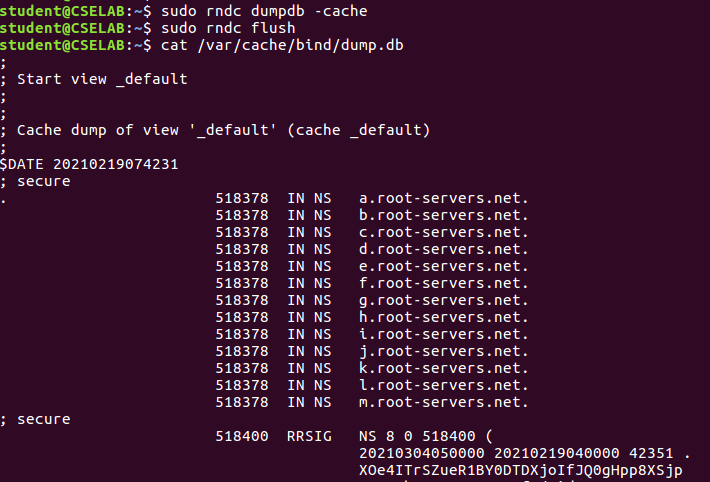 student@CSELAB:~$ sudo rndc dumpdb -cache
student@CSELAB:~$ sudo rndc flush
student@CSELAB:~$ cat /var/cache/bind/dump.db
;
; Start view _default
;
;
; Cache dump of view '_default' (cache _default)
;
$DATE 20210219074231
; secure
. 518378 IN NS a.root-servers.net.
518378 IN NS b.root-servers.net.
518378 IN NS c.root-servers.net.
518378 IN NS d.root-servers.net.
518378 IN NS e.root-servers.net.
518378 IN NS f.root-servers.net.
518378 IN NS g.root-servers.net.
518378 IN NS h.root-servers.net.
518378 IN NS i.root-servers.net.
518378 IN NS j.root-servers.net.
518378 IN NS k.root-servers.net.
518378 IN NS l.root-servers.net.
518378 IN NS m.root-servers.net.
; secure
518400 RRSIG NS 8 0 518400 (
20210304050000 20210219040000 42351 .
XOe4ITrSZueR1BY0DTDXjoIfJQ0gHpp8XSjp